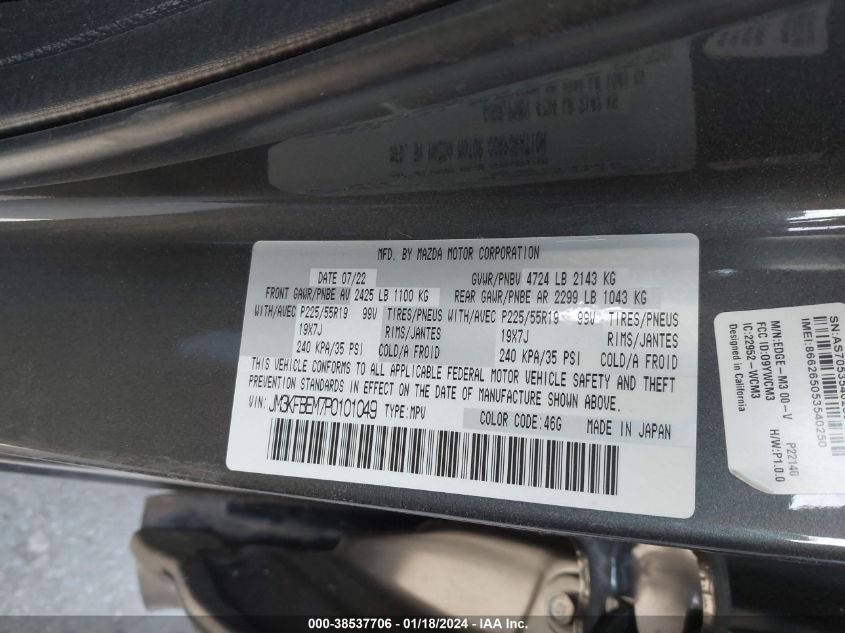 MFD. BY MAZDA MOTOR CORPORATION
DATE 07/22 GVWR/PNBV 4724 LB 2143 KG
FRONT GAWR/PNBE AV 2425 LB 1100 KG REAR GAWR/PNBE AR 2299 LB 1043 KG
WITH/AVEC P225/55R19 99V TIRES/PNEUS WITH/AVEC P225/55R19 99V TIRES/PNEUS
19X7J RIMS/JANTES 19X7J RIMS/JANTES
240 KPA/35 PSI COLD/A FROID 240 KPA/35 PSI COLD/A FROID
THIS VEHICLE CONFORMS TO ALL APPLICABLE FEDERAL MOTOR VEHICLE SAFETY AND THEFT
PREVENTION STANDARDS IN EFFECT ON THE DATE OF MANUFACTURE SHOWN ABOVE.
VIN: JM3KFBEM7P0101049 TYPE:MPV COLOR CODE:46G MADE IN JAPAN
IMEI:866265053540250
M/N:EDGE-M3 00-V P22140
FCC ID:09YWCM3 H/W:P1.0.0
IC:22952-WCM3
Designed in California
000-38537706 - 01/18/2024 - IAA Inc.